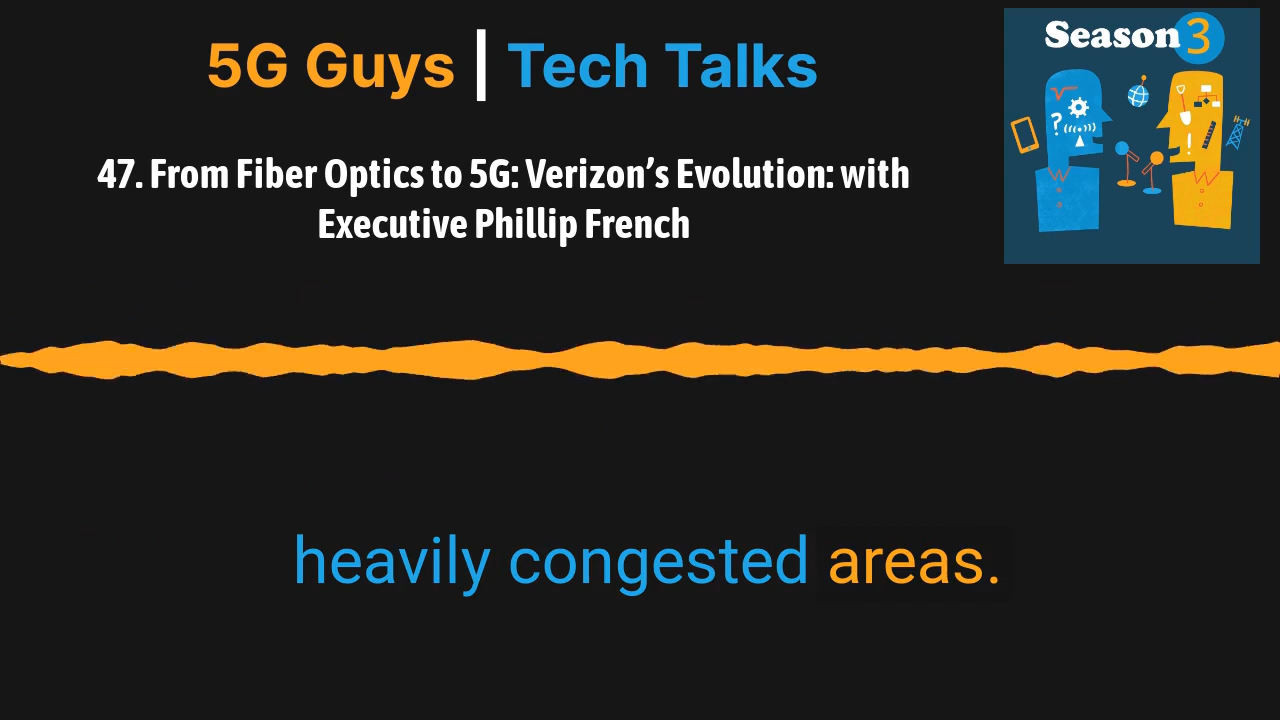 5G Guys | Tech Talks
Season 3
47. From Fiber Optics to 5G: Verizon’s Evolution: with
Executive Phillip French
heavily congested areas.